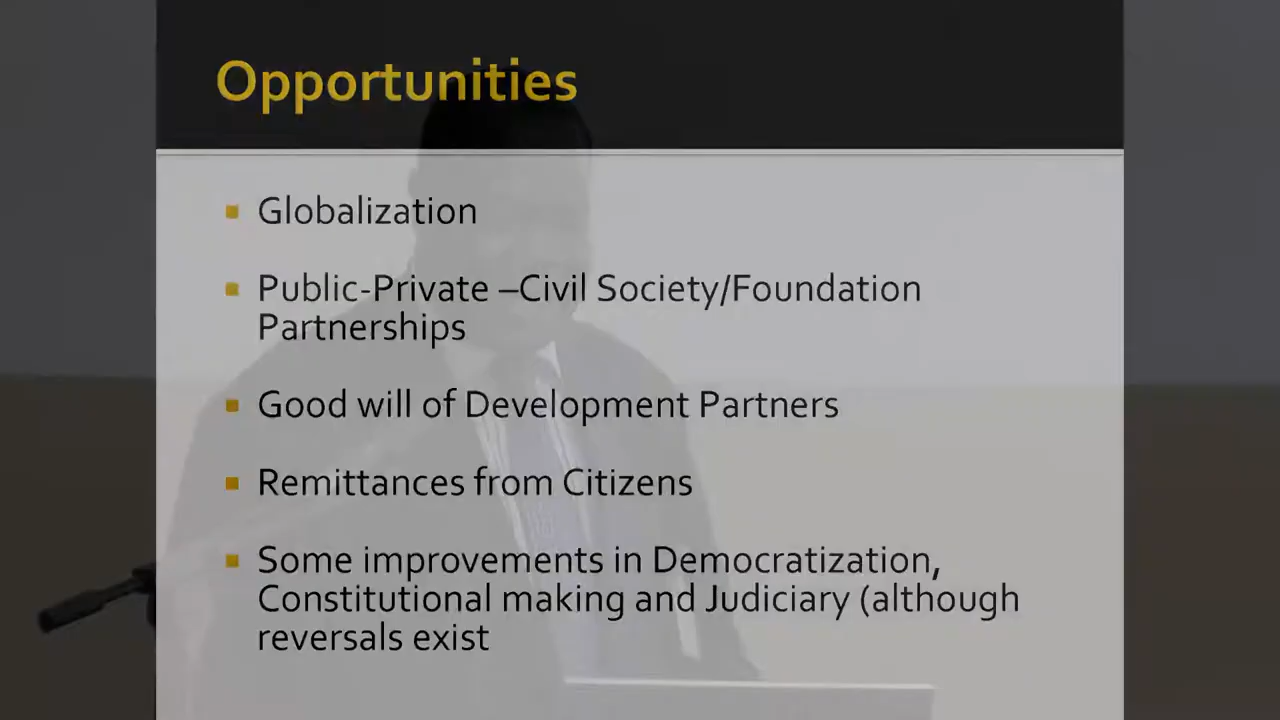 Opportunities
Globalization
Public-Private –Civil Society/Foundation
Partnerships
Good will of Development Partners
Remittances from Citizens
Some improvements in Democratization,
Constitutional making and Judiciary (although
reversals exist